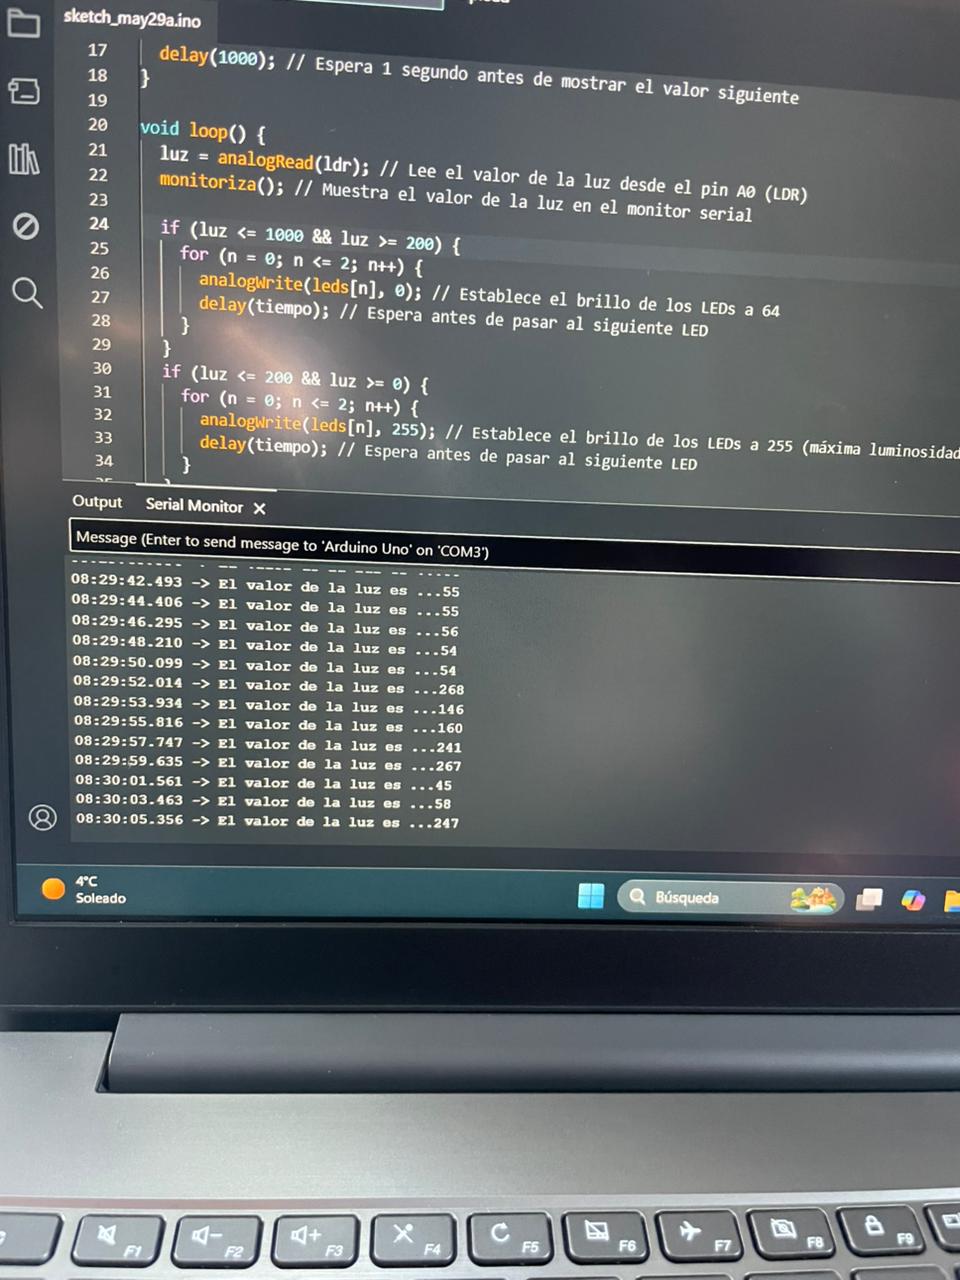 sketch_may29a.ino
17 delay(1000); // Espera 1 segundo antes de mostrar el valor siguiente
18 }
19
20 void loop() {
21 luz = analogRead(ldr); // Lee el valor de la luz desde el pin A0 (LDR)
22 monitoriza(); // Muestra el valor de la luz en el monitor serial
23
24 if (luz <= 1000 && luz >= 200) {
25 for (n = 0; n <= 2; n++) {
26 analogWrite(leds[n], 0); // Establece el brillo de los LEDs a 64
27 delay(tiempo); // Espera antes de pasar al siguiente LED
28 }
29 }
30 if (luz <= 200 && luz >= 0) {
31 for (n = 0; n <= 2; n++) {
32 analogWrite(leds[n], 255); // Establece el brillo de los LEDs a 255 (máxima luminosidad
33 delay(tiempo); // Espera antes de pasar al siguiente LED
34 }
Output Serial Monitor ×
Message (Enter to send message to 'Arduino Uno' on 'COM3')
08:29:42.493 -> El valor de la luz es ...55
08:29:44.406 -> El valor de la luz es ...55
08:29:46.295 -> El valor de la luz es ...56
08:29:48.210 -> El valor de la luz es ...54
08:29:50.099 -> El valor de la luz es ...54
08:29:52.014 -> El valor de la luz es ...268
08:29:53.934 -> El valor de la luz es ...146
08:29:55.816 -> El valor de la luz es ...160
08:29:57.747 -> El valor de la luz es ...241
08:29:59.635 -> El valor de la luz es ...267
08:30:01.561 -> El valor de la luz es ...45
08:30:03.463 -> El valor de la luz es ...58
08:30:05.356 -> El valor de la luz es ...247
4°C
Soleado
Búsqueda
F1 F2 F3 F4 F5 F6 F7 F8 F9